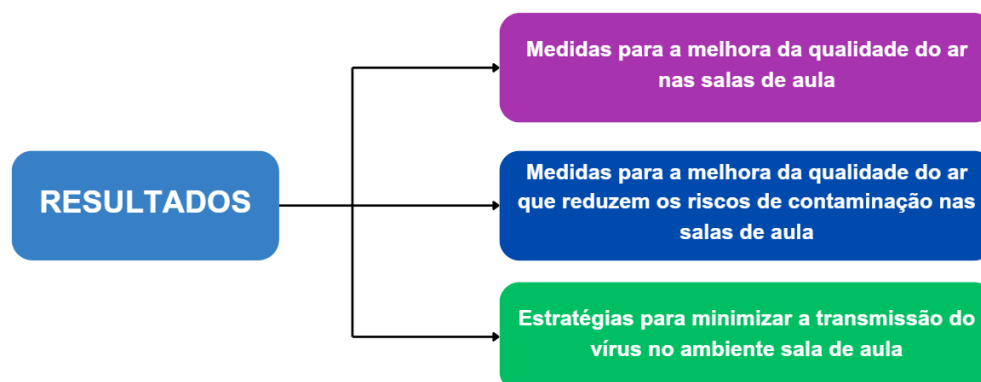 RESULTADOS
Medidas para a melhora da qualidade do ar
nas salas de aula
Medidas para a melhora da qualidade do ar
que reduzem os riscos de contaminação nas
salas de aula
Estratégias para minimizar a transmissão do
vírus no ambiente sala de aula